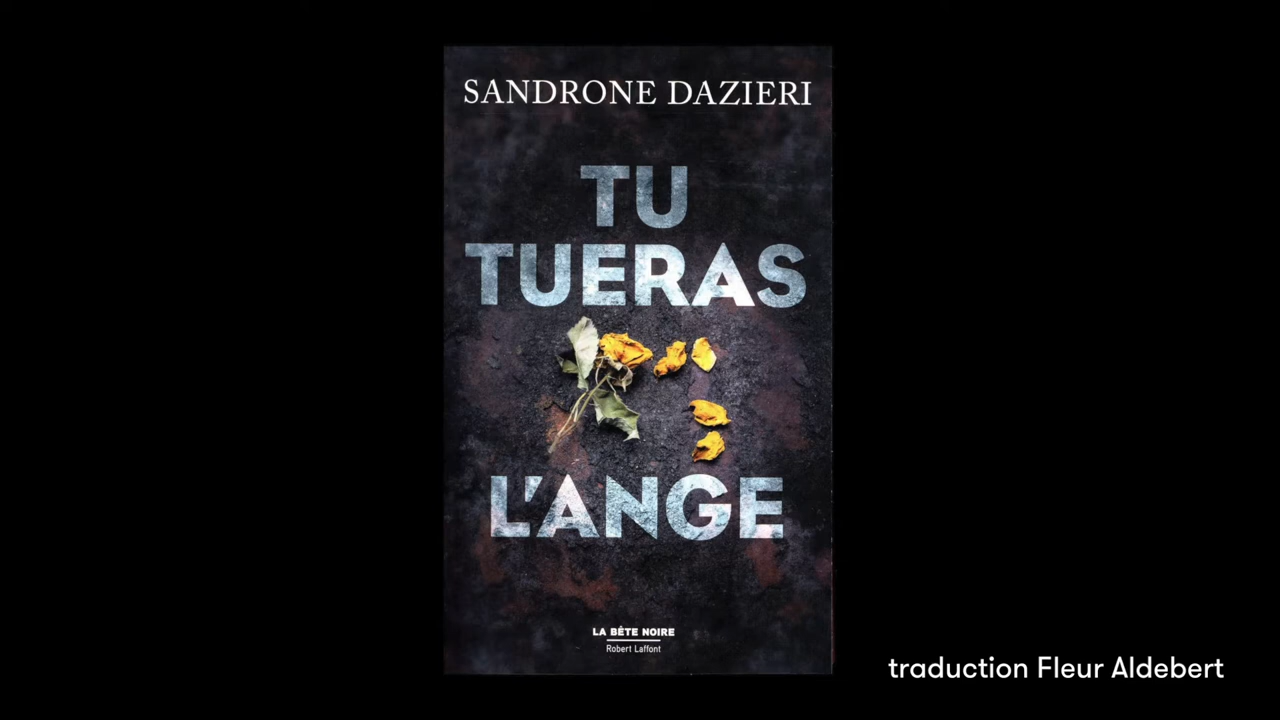 SANDRONE DAZIERI
TU
TUERAS
L'ANGE
LA BÊTE NOIRE
Robert Laffont
traduction Fleur Aldebert